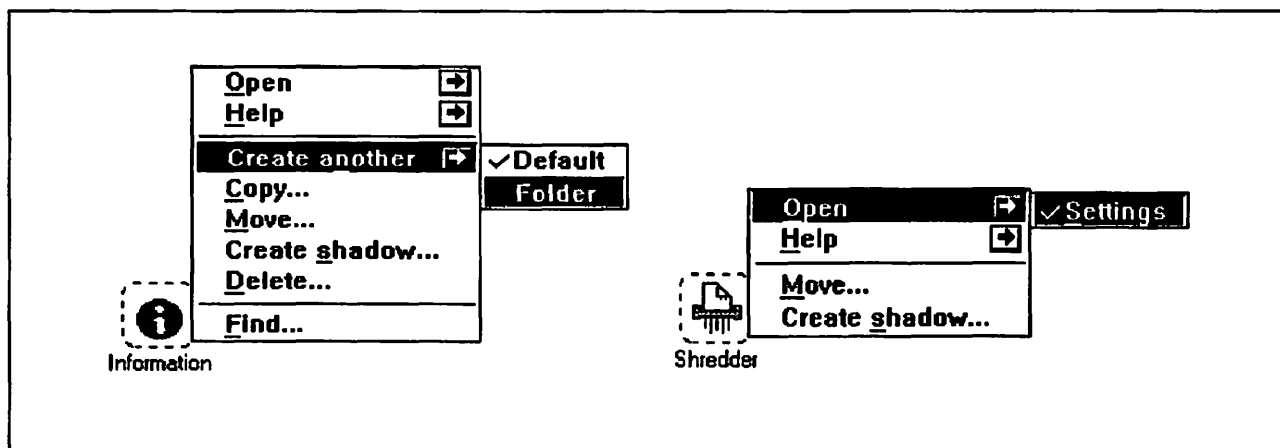 Open
Help
Create another
✓Default
Folder
Copy...
Move...
Create shadow...
Delete...
Find...
Information
Open
✓Settings
Help
Move...
Create shadow...
Shredder